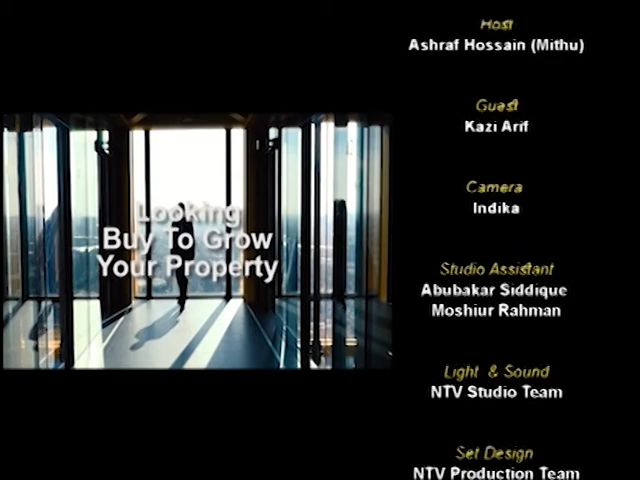 Looking
Buy To Grow
Your Property
Host
Ashraf Hossain (Mithu)
Guest
Kazi Arif
Camera
Indika
Studio Assistant
Abubakar Siddique
Moshiur Rahman
Light & Sound
NTV Studio Team
Set Design
NTV Production Team